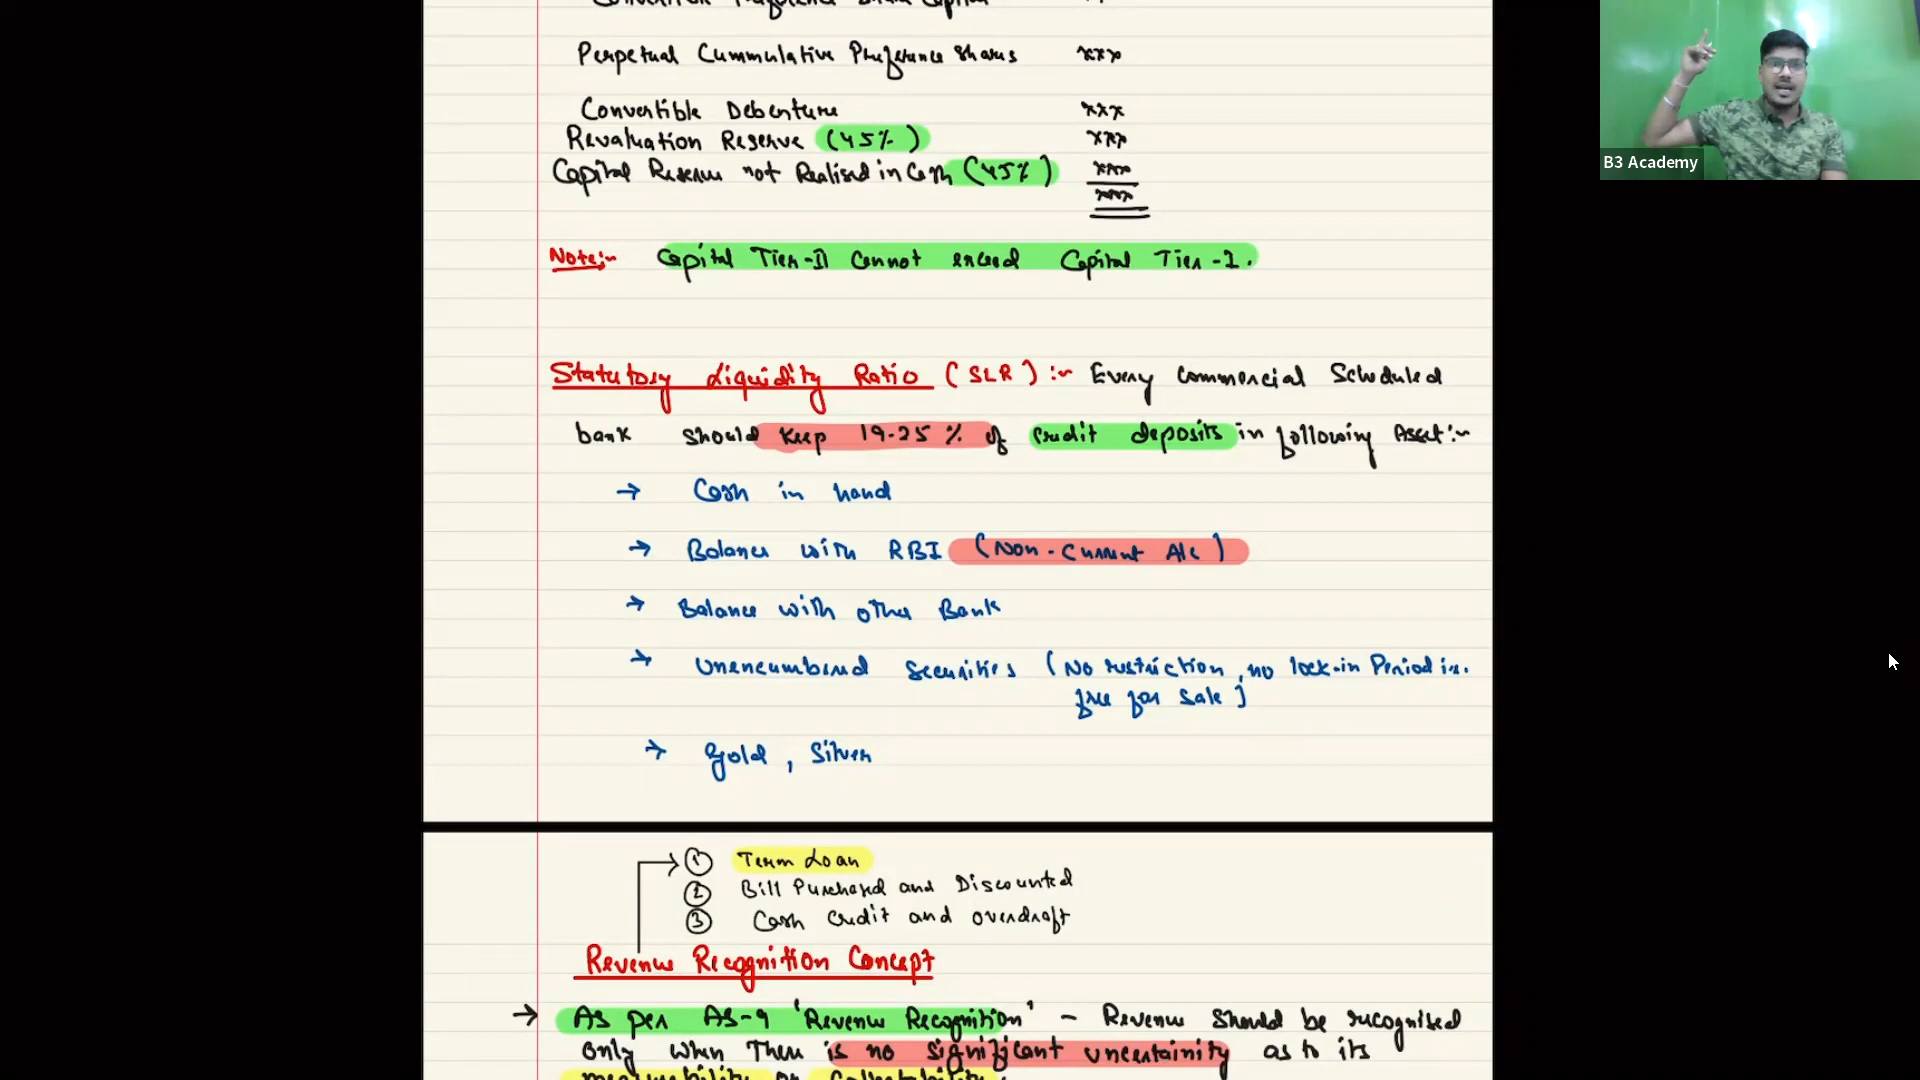 Perpetual Cummulative Preference Shares xxx
Convertible Debenture xxx
Revaluation Reserve (45%) xxx
Capital Reserve not Realised in Cash (45%) xxx
xxx
Note:- Capital Tier-II Cannot exceed Capital Tier-I.
Statutory Liquidity Ratio (SLR) :- Every Commercial Scheduled
bank should keep 19-25% of credit deposits in following Asset:-
→ Cash in hand
→ Balance with RBI (Non-Current A/c)
→ Balance with other Bank
→ Unencumbered Securities (No restriction, no lock-in Period i.e.
free for Sale)
→ Gold, Silver
① Term Loan
② Bill Purchased and Discounted
③ Cash Credit and overdraft
Revenue Recognition Concept
→ As per AS-9 'Revenue Recognition' - Revenue should be recognised
only when there is no significant uncertainity as to its
B3 Academy